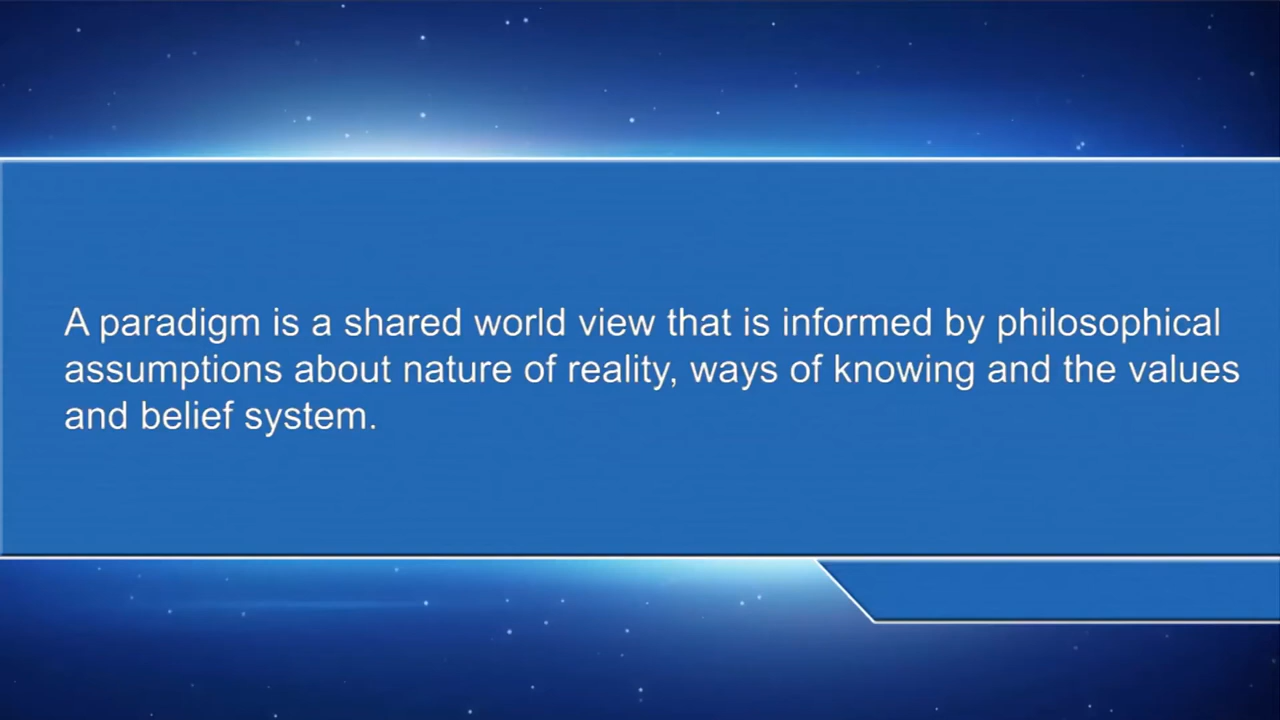 A paradigm is a shared world view that is informed by philosophical
assumptions about nature of reality, ways of knowing and the values
and belief system.